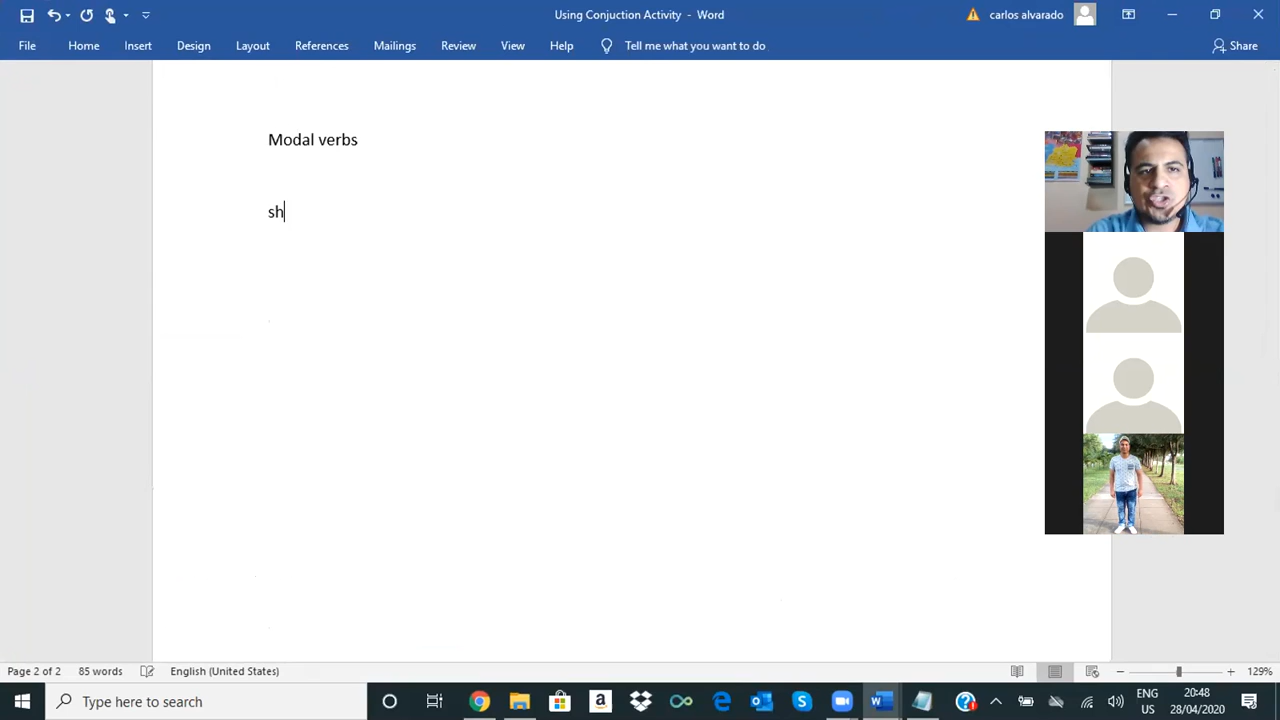 Using Conjuction Activity - Word
carlos alvarado
File Home Insert Design Layout References Mailings Review View Help Tell me what you want to do Share
Modal verbs
sh
Page 2 of 2 85 words English (United States) 129%
Type here to search
ENG
US
20:48
28/04/2020